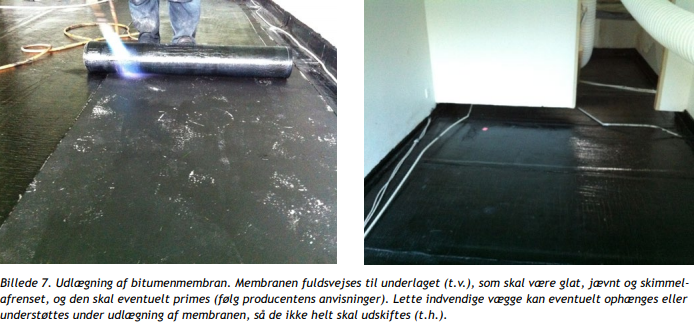 Billede 7. Udlægning af bitumenmembran. Membranen fuldsvejses til underlaget (t.v.), som skal være glat, jævnt og skimmel-
afrenset, og den skal eventuelt primes (følg producentens anvisninger). Lette indvendige vægge kan eventuelt ophænges eller
understøttes under udlægning af membranen, så de ikke helt skal udskiftes (t.h.).